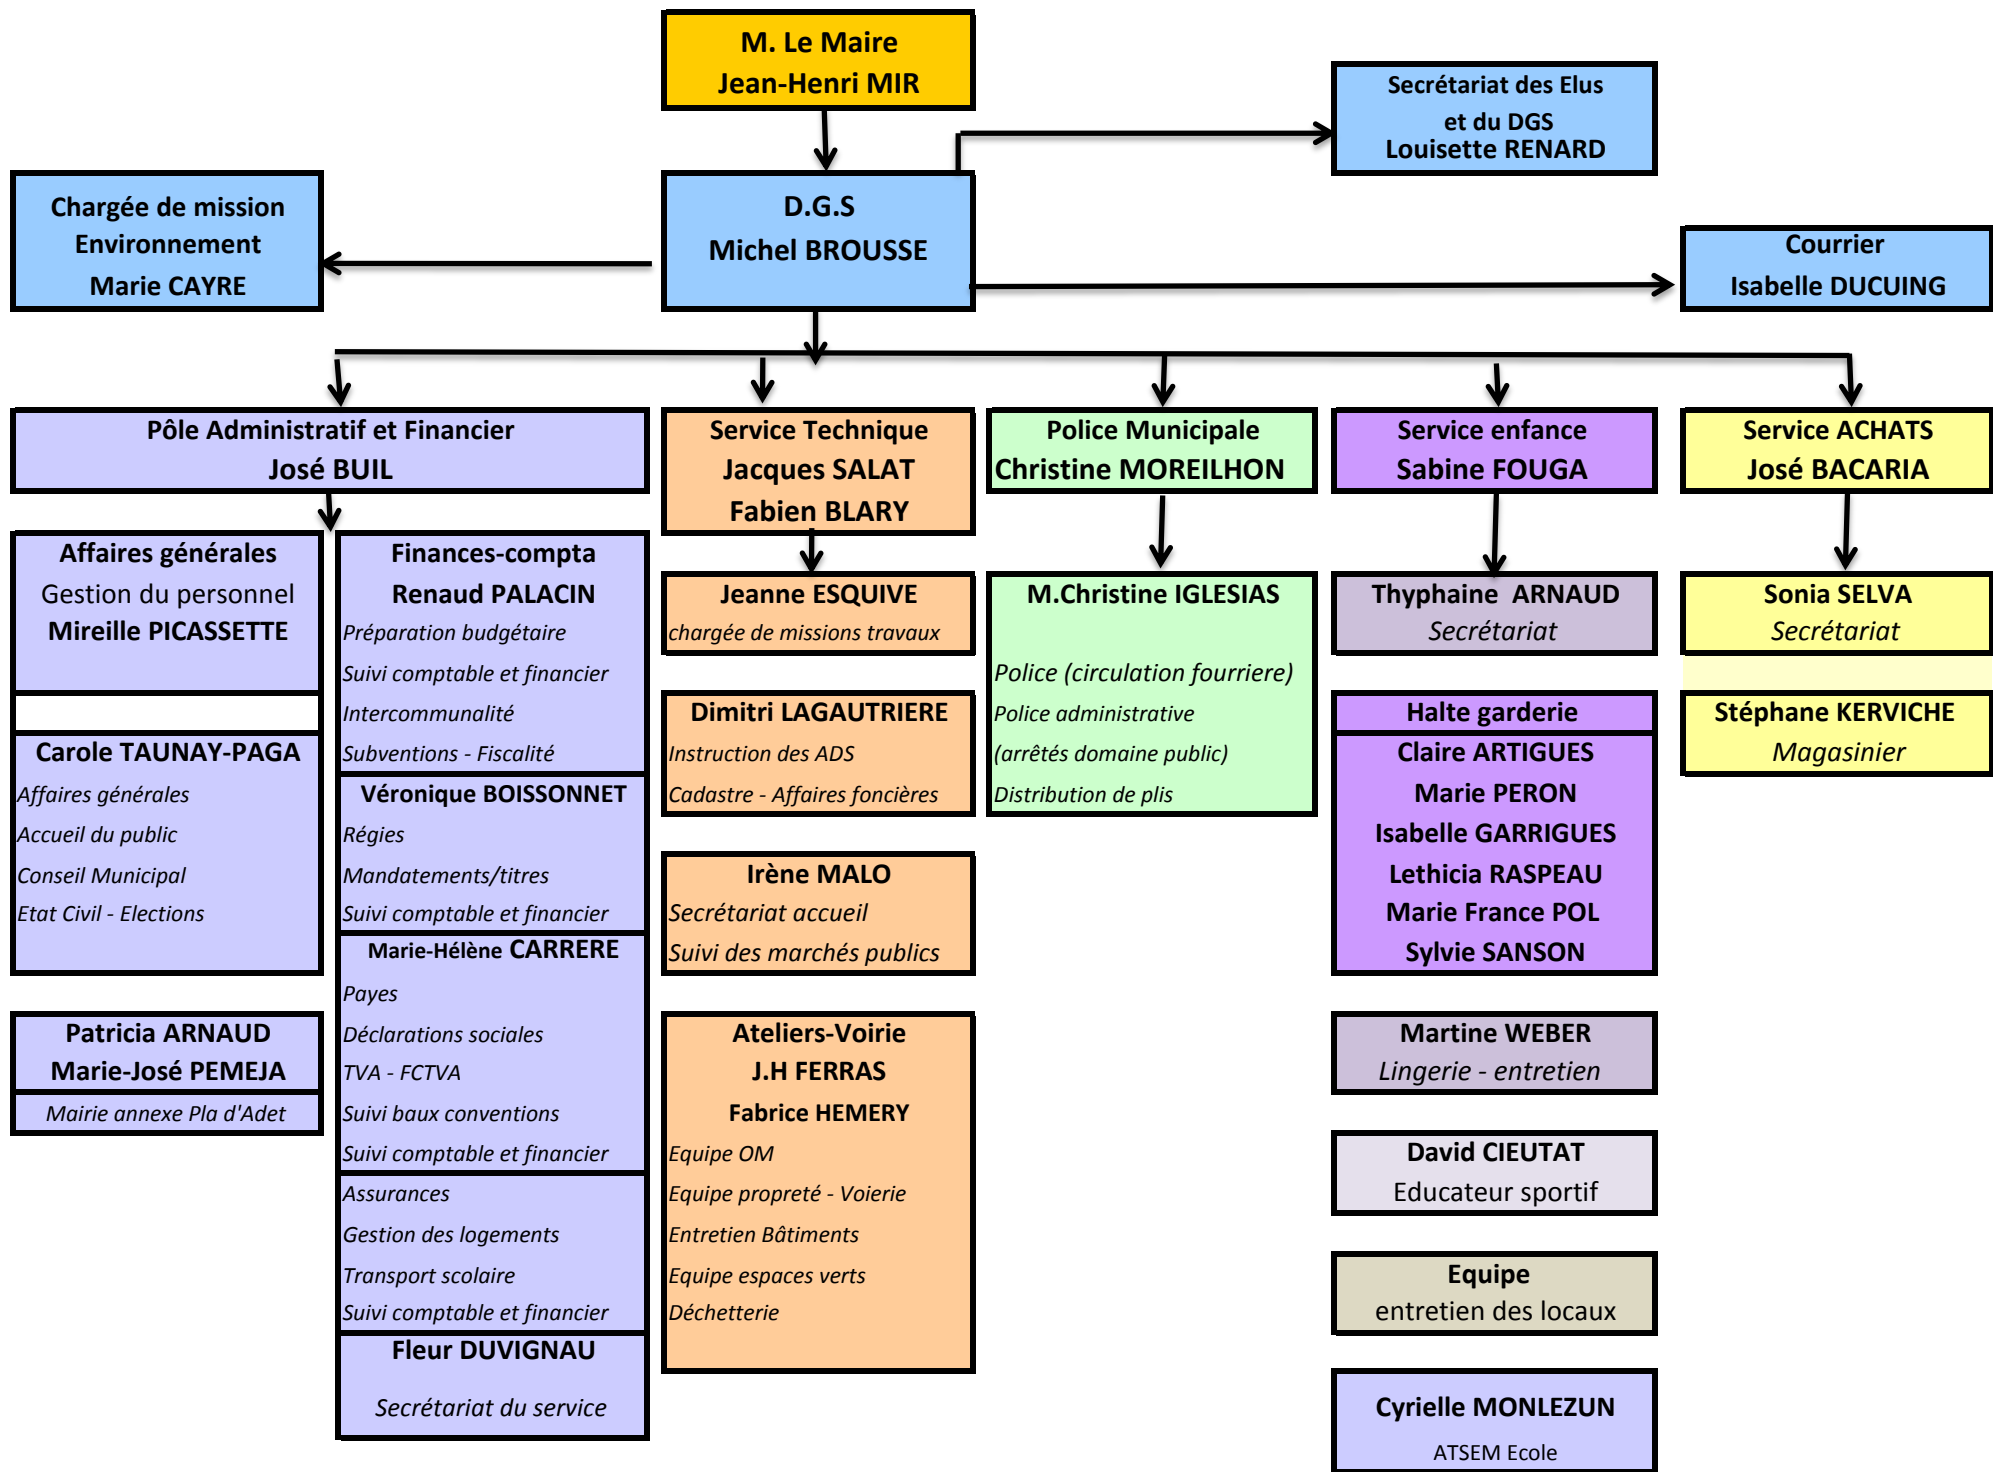 M. Le Maire
Jean-Henri MIR
Secrétariat des Elus
et du DGS
Louisette RENARD
Chargée de mission
Environnement
Marie CAYRE
D.G.S
Michel BROUSSE
Courrier
Isabelle DUCUING
Pôle Administratif et Financier
José BUIL
Service Technique
Jacques SALAT
Fabien BLARY
Police Municipale
Christine MOREILHON
Service enfance
Sabine FOUGA
Service ACHATS
José BACARIA
Affaires générales
Gestion du personnel
Mireille PICASSETTE
Carole TAUNAY-PAGA
Affaires générales
Accueil du public
Conseil Municipal
Etat Civil - Elections
Patricia ARNAUD
Marie-José PEMEJA
Mairie annexe Pla d'Adet
Finances-compta
Renaud PALACIN
Préparation budgétaire
Suivi comptable et financier
Intercommunalité
Subventions - Fiscalité
Véronique BOISSONNET
Régies
Mandatements/titres
Suivi comptable et financier
Marie-Hélène CARRERE
Payes
Déclarations sociales
TVA - FCTVA
Suivi baux conventions
Suivi comptable et financier
Assurances
Gestion des logements
Transport scolaire
Suivi comptable et financier
Fleur DUVIGNAU
Secrétariat du service
Jeanne ESQUIVE
chargée de missions travaux
Dimitri LAGAUTRIERE
Instruction des ADS
Cadastre - Affaires foncières
Irène MALO
Secrétariat accueil
Suivi des marchés publics
Ateliers-Voirie
J.H FERRAS
Fabrice HEMERY
Equipe OM
Equipe propreté - Voierie
Entretien Bâtiments
Equipe espaces verts
Déchetterie
M.Christine IGLESIAS
Police (circulation fourriere)
Police administrative
(arrêtés domaine public)
Distribution de plis
Thyphaine ARNAUD
Secrétariat
Halte garderie
Claire ARTIGUES
Marie PERON
Isabelle GARRIGUES
Lethicia RASPEAU
Marie France POL
Sylvie SANSON
Martine WEBER
Lingerie - entretien
David CIEUTAT
Educateur sportif
Equipe
entretien des locaux
Cyrielle MONLEZUN
ATSEM Ecole
Sonia SELVA
Secrétariat
Stéphane KERVICHE
Magasinier